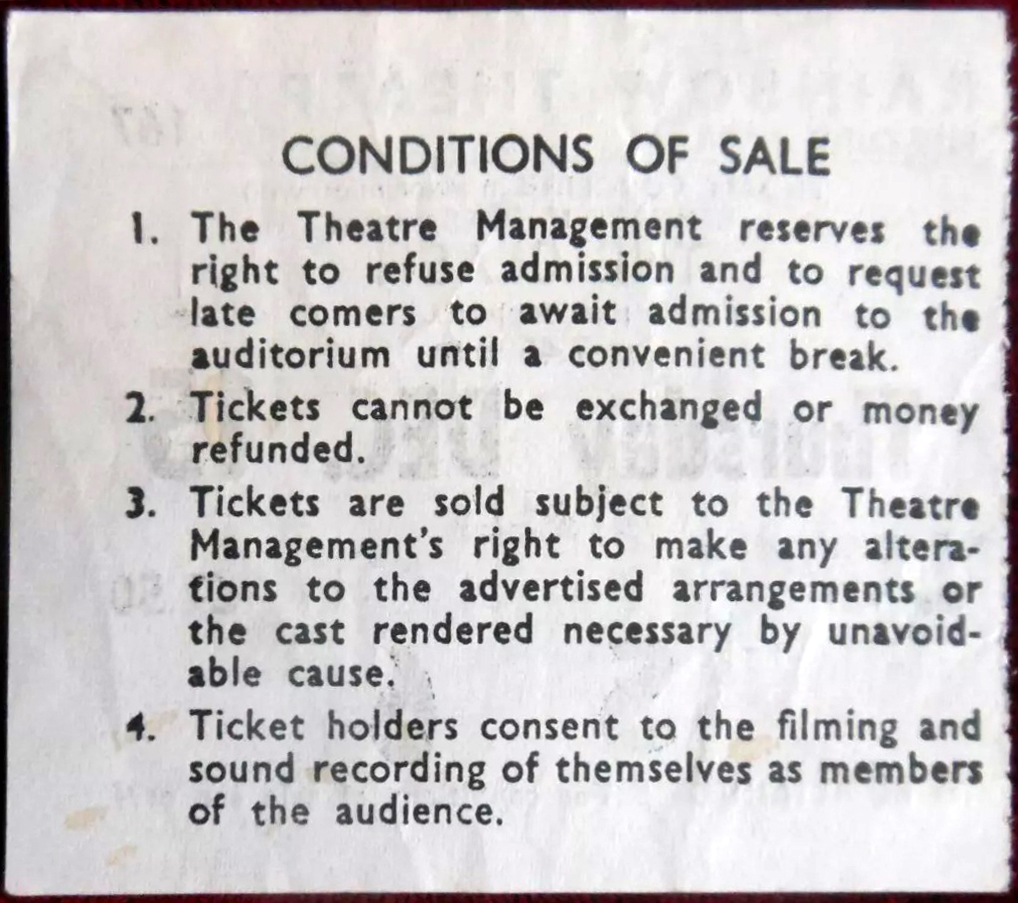 CONDITIONS OF SALE
1. The Theatre Management reserves the
right to refuse admission and to request
late comers to await admission to the
auditorium until a convenient break.
2. Tickets cannot be exchanged or money
refunded.
3. Tickets are sold subject to the Theatre
Management's right to make any altera-
tions to the advertised arrangements or
the cast rendered necessary by unavoid-
able cause.
4. Ticket holders consent to the filming and
sound recording of themselves as members
of the audience.